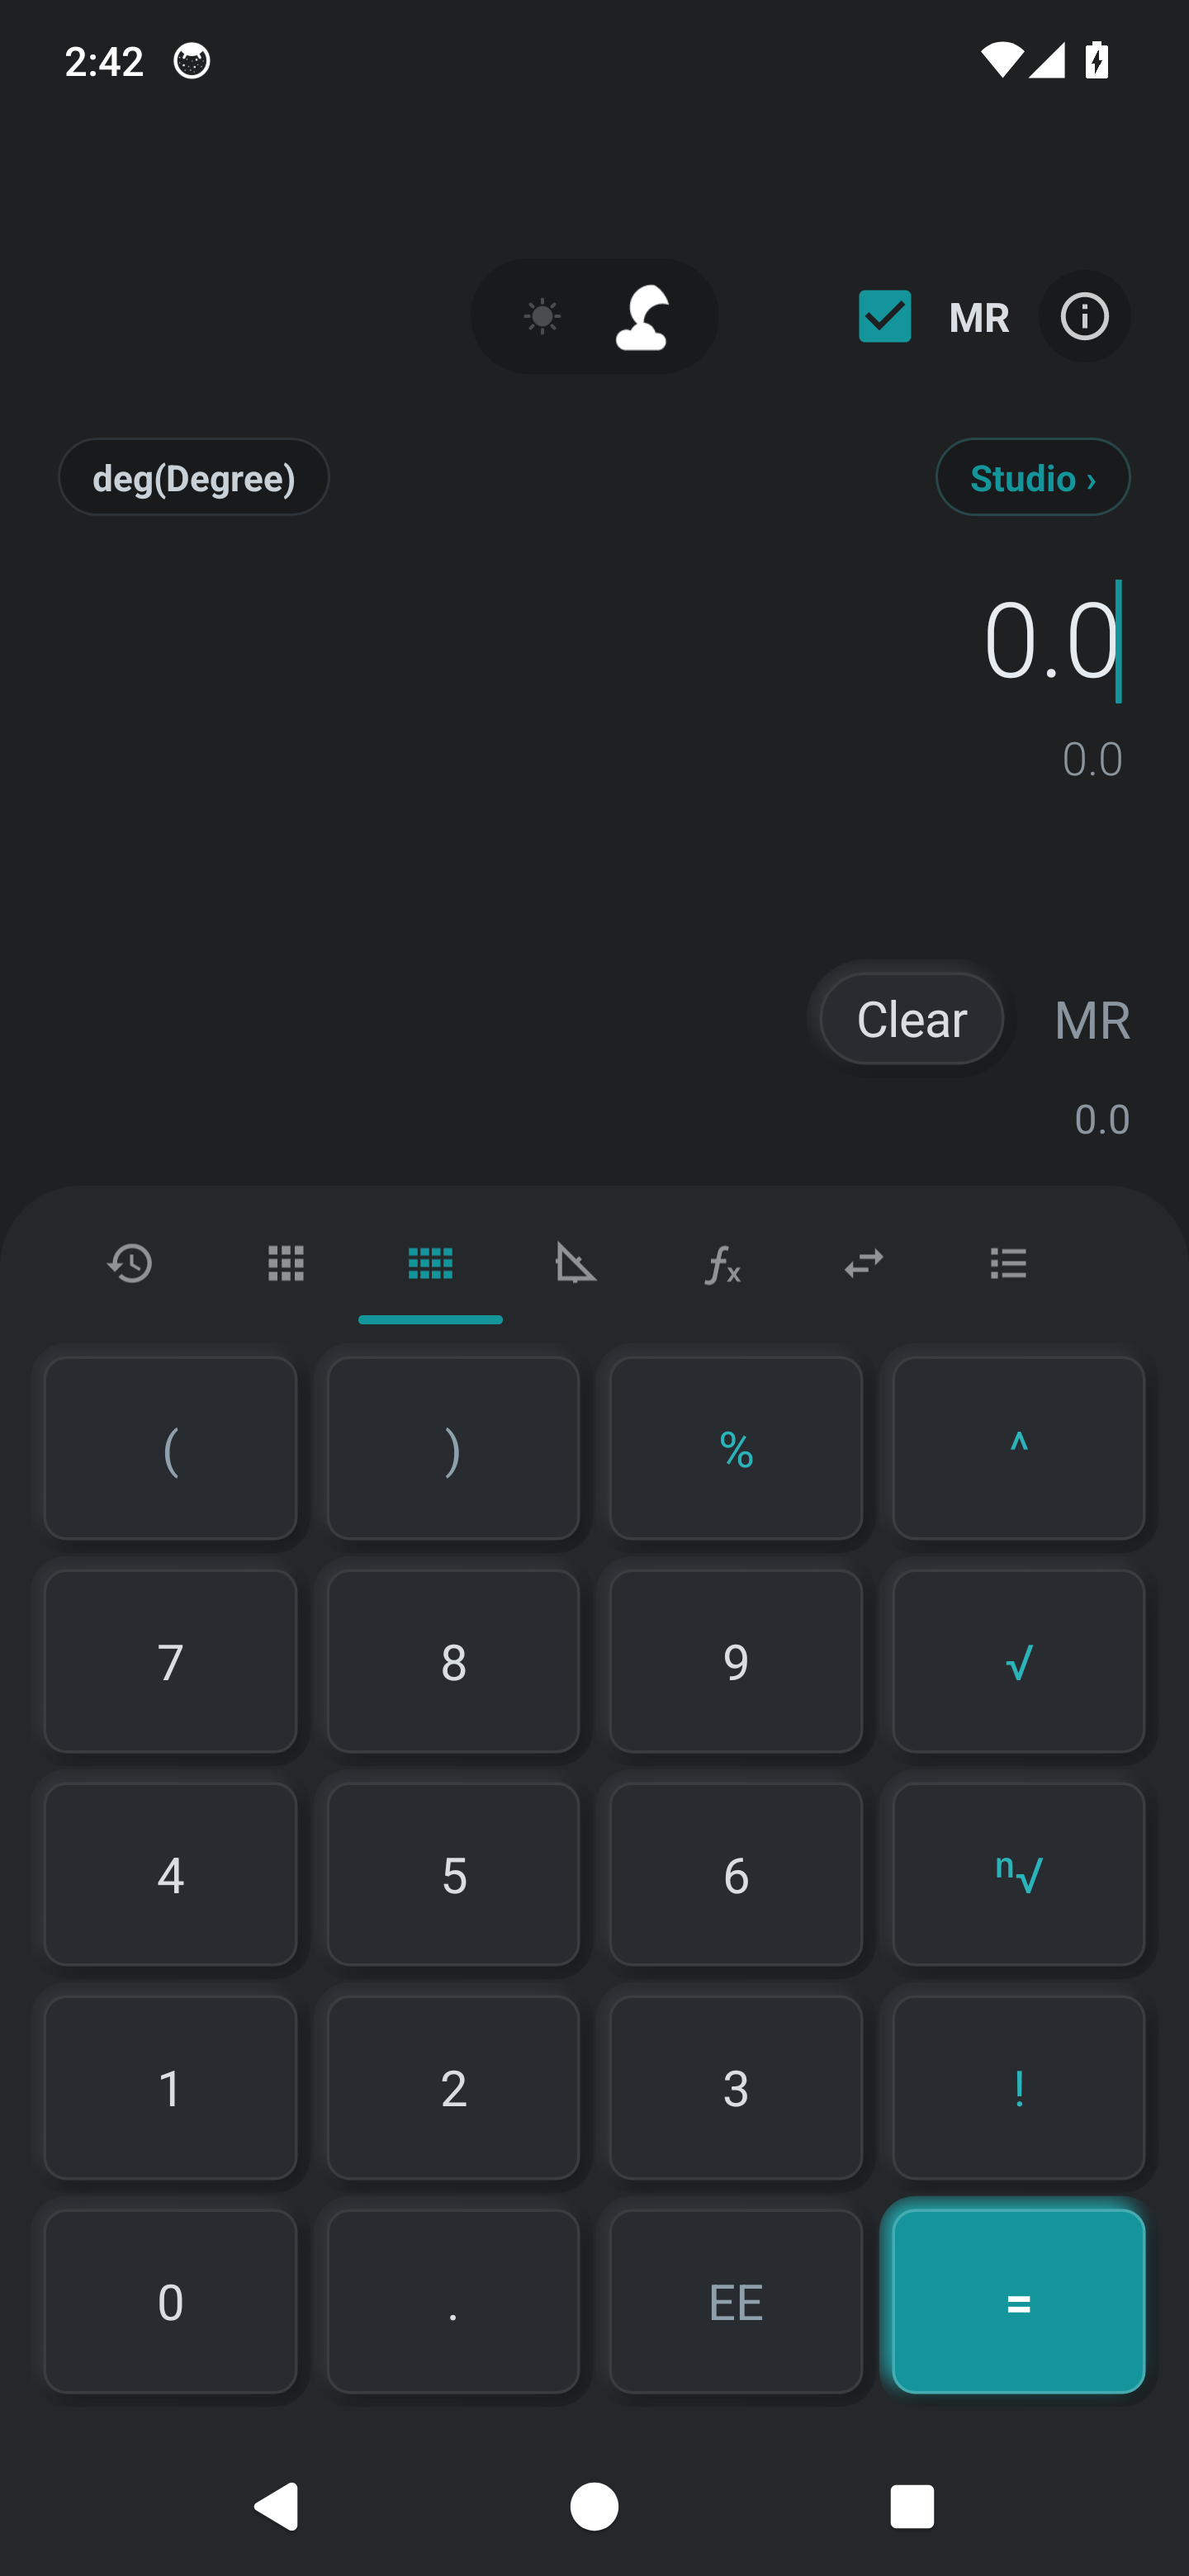 2:42
MR
deg(Degree)
Studio ›
0.0
0.0
Clear MR
0.0
fx
( ) % ^
7 8 9 √
4 5 6 ⁿ√
1 2 3 !
0 . EE =